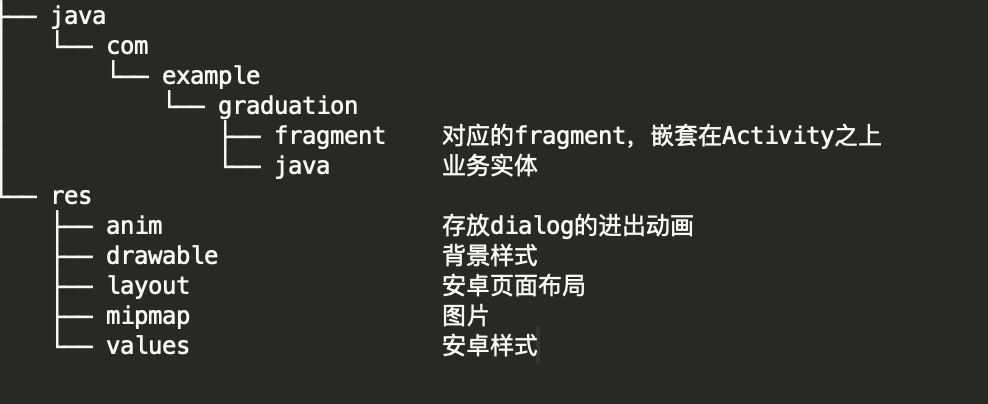 ├── java
│   └── com
│       └── example
│           └── graduation
│               ├── fragment    对应的fragment，嵌套在Activity之上
│               └── java        业务实体
└── res
    ├── anim                    存放dialog的进出动画
    ├── drawable                背景样式
    ├── layout                  安卓页面布局
    ├── mipmap                  图片
    └── values                  安卓样式